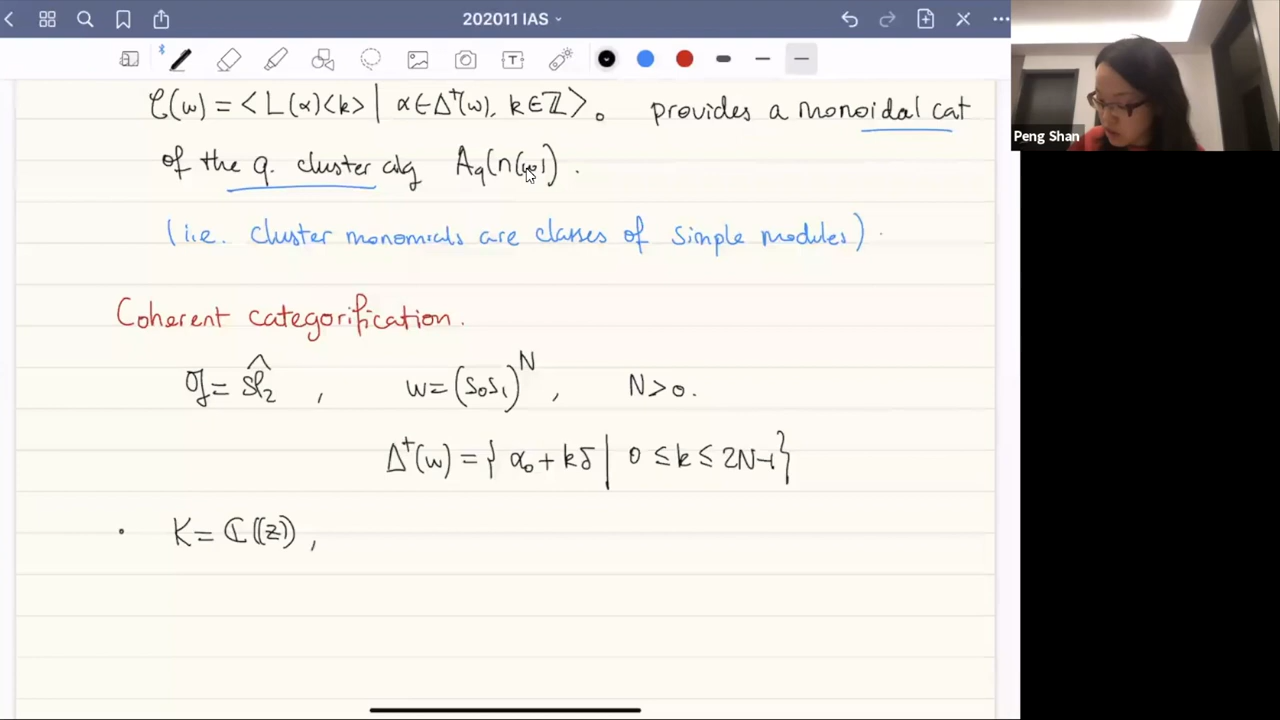 202011 IAS
Peng Shan
C(w) = < L(α)<k> | α∈Δ⁺(w), k∈ℤ >. provides a monoidal cat
of the q. cluster alg A_q(n(w)).
(i.e. cluster monomials are classes of simple modules)
Coherent categorification.
𝔤 = ŝl₂, w = (s₀s₁)^N, N>0.
Δ⁺(w) = { α₀ + kδ | 0 ≤ k ≤ 2N-1 }
• K = ℂ((z)),